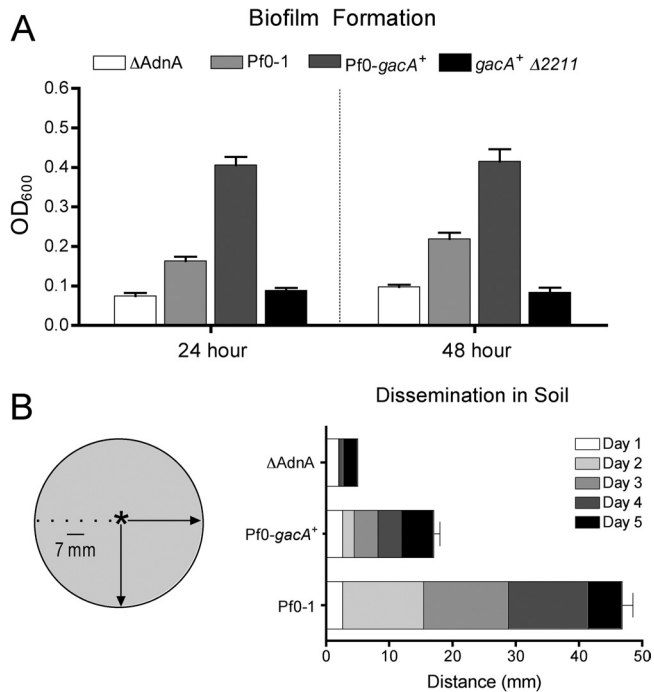 A
Biofilm Formation
ΔAdnA Pf0-1 Pf0-gacA⁺ gacA⁺ Δ2211
0.6
0.5
0.4
0.3
0.2
0.1
0.0
OD₆₀₀
24 hour 48 hour
B
Dissemination in Soil
*
7 mm
ΔAdnA
Pf0-gacA⁺
Pf0-1
Day 1
Day 2
Day 3
Day 4
Day 5
0 10 20 30 40 50
Distance (mm)